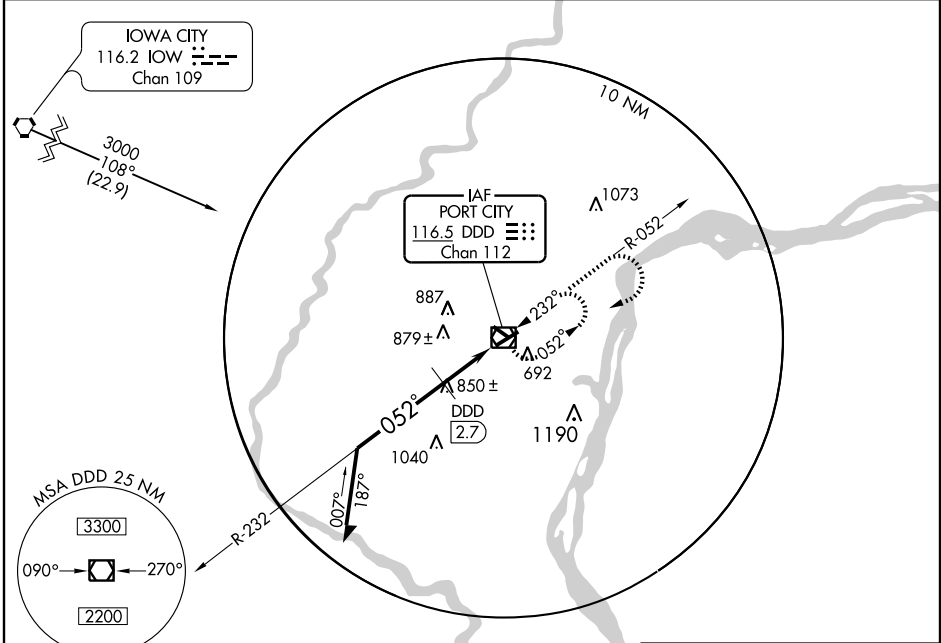 IOWA CITY
116.2 IOW
Chan 109
10 NM
3000
108°
(22.9)
1073
IAF
PORT CITY
116.5 DDD
Chan 112
R-052
887
879 ±
232°
052°
692
850 ±
052°
DDD
2.7
1190
1040
007°
187°
R-232
MSA DDD 25 NM
3300
090°
270°
2200